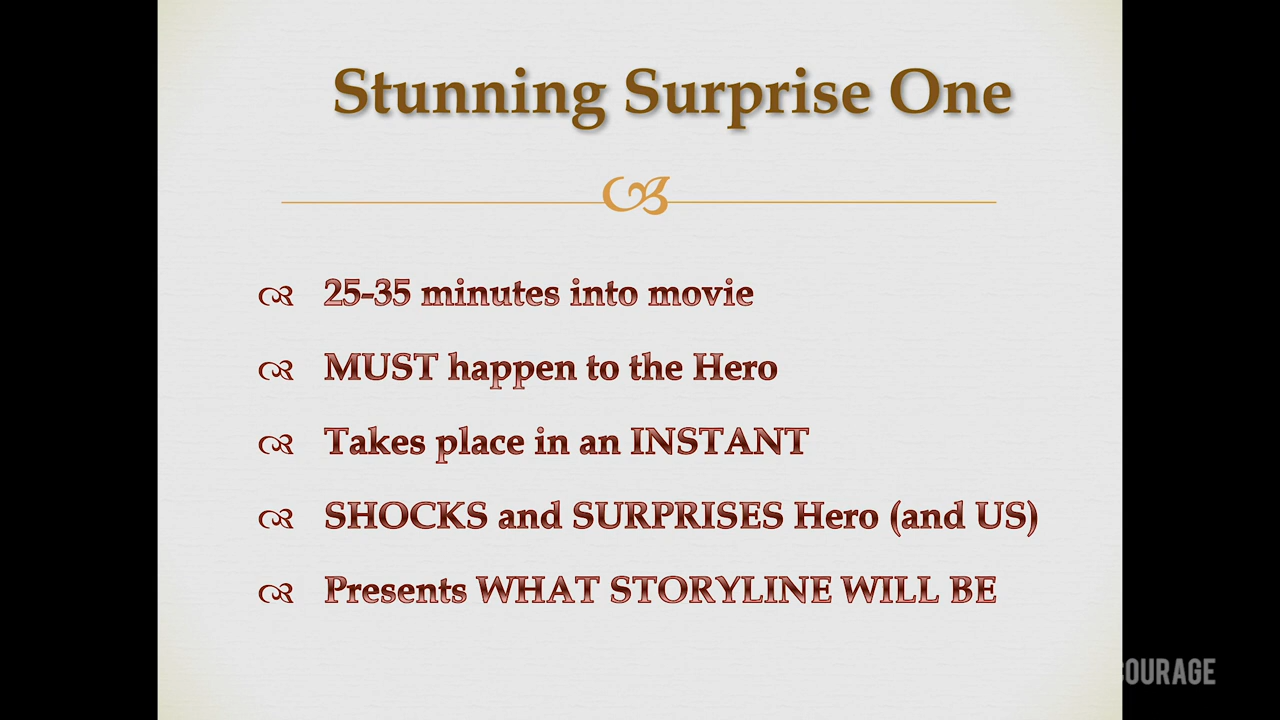 Stunning Surprise One
25-35 minutes into movie
MUST happen to the Hero
Takes place in an INSTANT
SHOCKS and SURPRISES Hero (and US)
Presents WHAT STORYLINE WILL BE
OURAGE